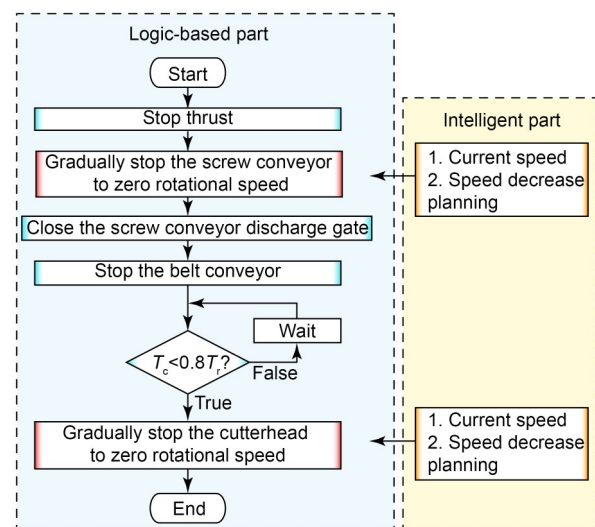 Logic-based part
Start
Stop thrust
Gradually stop the screw conveyor
to zero rotational speed
Close the screw conveyor discharge gate
Stop the belt conveyor
Wait
Tc<0.8Tr?
False
True
Gradually stop the cutterhead
to zero rotational speed
End
Intelligent part
1. Current speed
2. Speed decrease
planning
1. Current speed
2. Speed decrease
planning